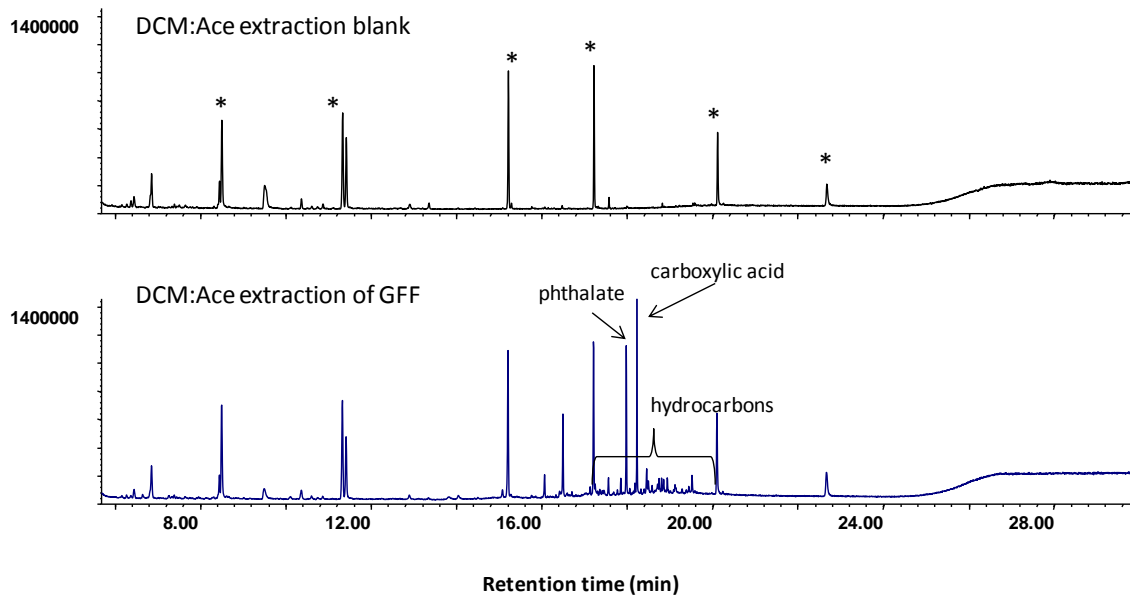 1400000
DCM:Ace extraction blank
* * * * * *
1400000
DCM:Ace extraction of GFF
carboxylic acid
phthalate
hydrocarbons
8.00 12.00 16.00 20.00 24.00 28.00
Retention time (min)